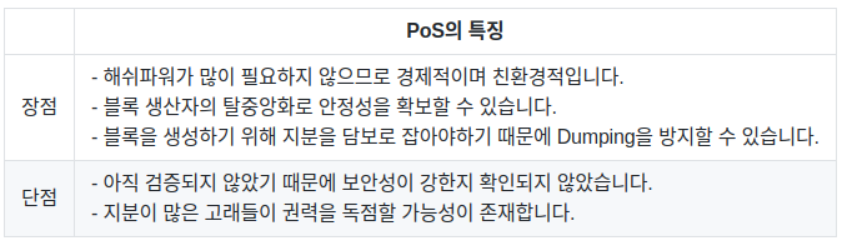 PoS의 특징
장점
- 해쉬파워가 많이 필요하지 않으므로 경제적이며 친환경적입니다.
- 블록 생산자의 탈중앙화로 안정성을 확보할 수 있습니다.
- 블록을 생성하기 위해 지분을 담보로 잡아야하기 때문에 Dumping을 방지할 수 있습니다.
단점
- 아직 검증되지 않았기 때문에 보안성이 강한지 확인되지 않았습니다.
- 지분이 많은 고래들이 권력을 독점할 가능성이 존재합니다.